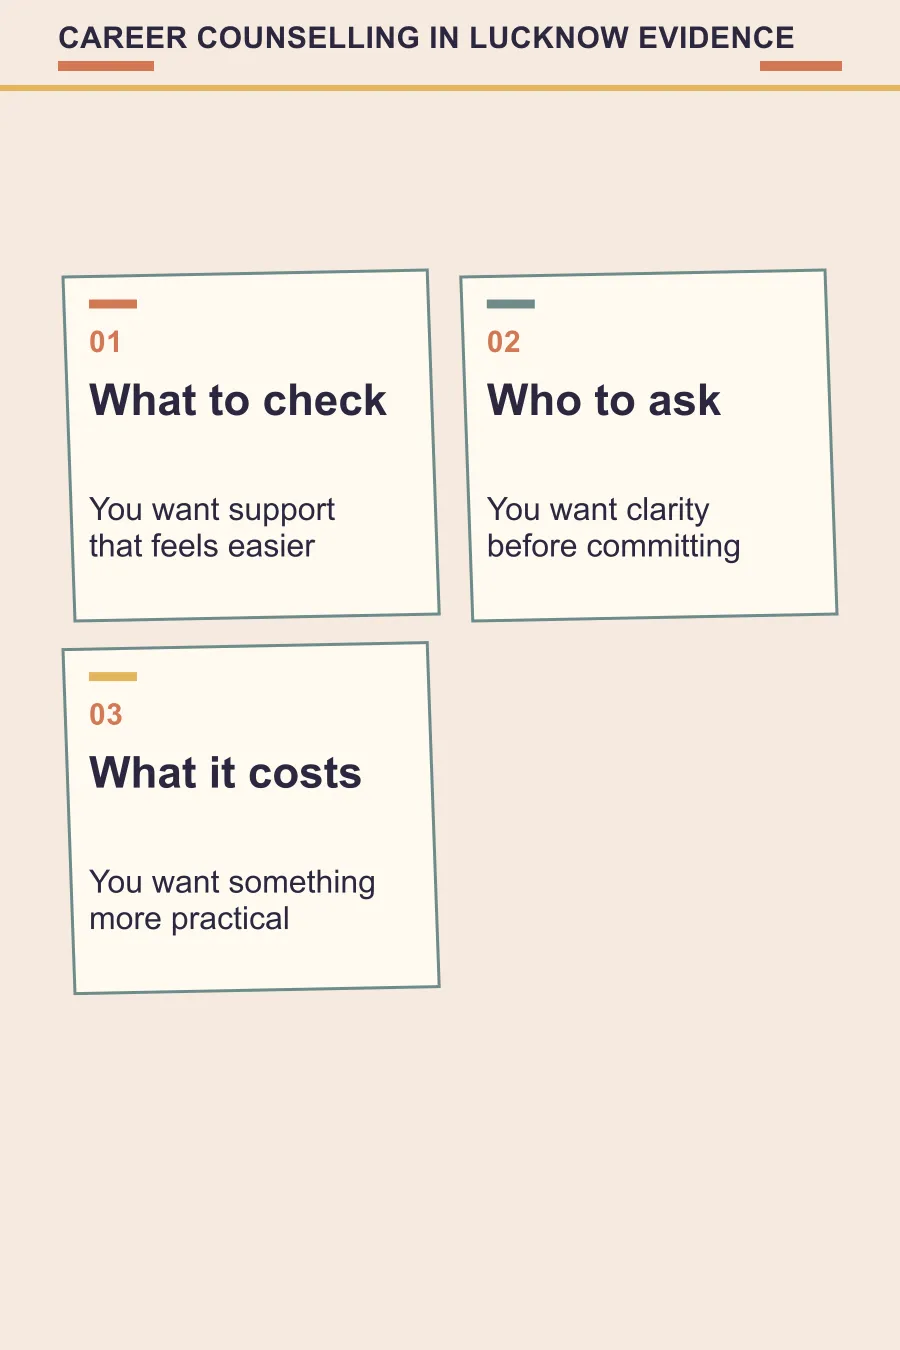 CAREER COUNSELLING IN LUCKNOW EVIDENCE
01
What to check
You want support
that feels easier
02
Who to ask
You want clarity
before committing
03
What it costs
You want something
more practical